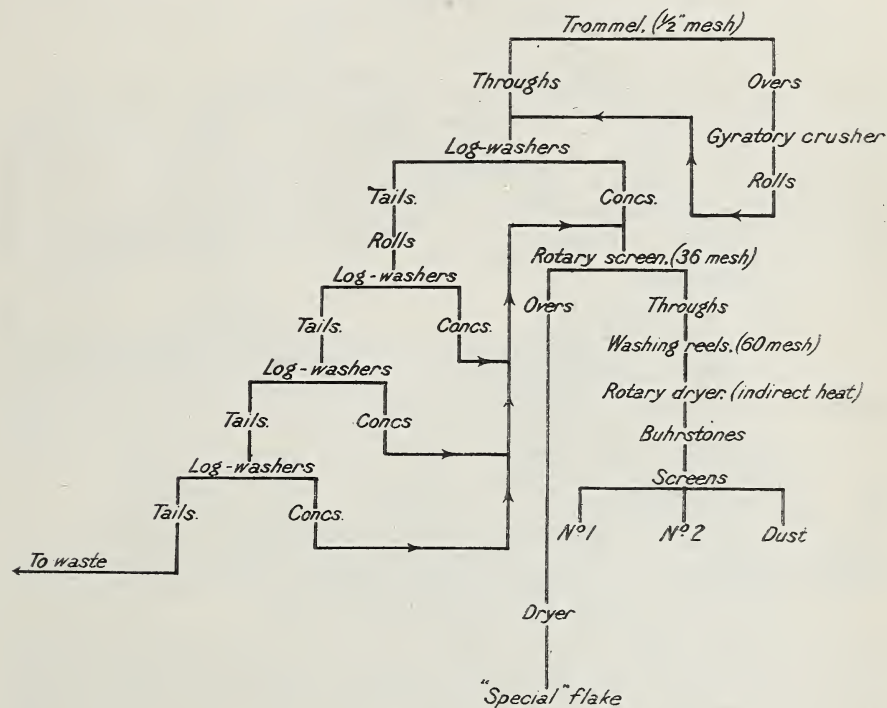 Trommel. (½" mesh)
Throughs Overs
Gyratory crusher
Log-washers
Rolls
Tails. Concs.
Rolls
Rotary screen. (36 mesh)
Log-washers
Overs Throughs
Tails. Concs.
Washing reels. (60 mesh)
Log-washers
Rotary dryer. (indirect heat)
Tails. Concs
Buhrstones
Log-washers
Screens
Tails. Concs.
Nº 1 Nº 2 Dust
To waste
Dryer
"Special" flake